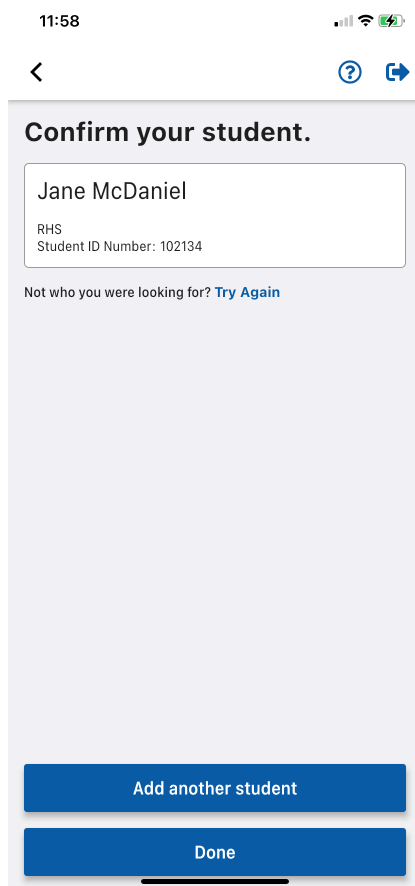 11:58
Confirm your student.
Jane McDaniel
RHS
Student ID Number: 102134
Not who you were looking for? Try Again
Add another student
Done